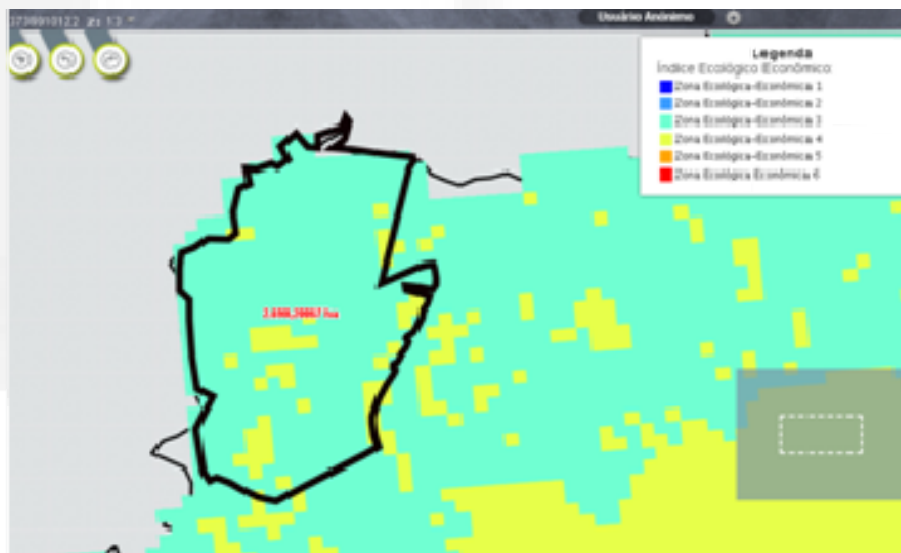 Usuário Anônimo
Legenda
Índice Ecológico Econômico:
Zona Ecológica-Econômica 1
Zona Ecológica-Econômica 2
Zona Ecológica-Econômica 3
Zona Ecológica-Econômica 4
Zona Ecológica-Econômica 5
Zona Ecológica-Econômica 6